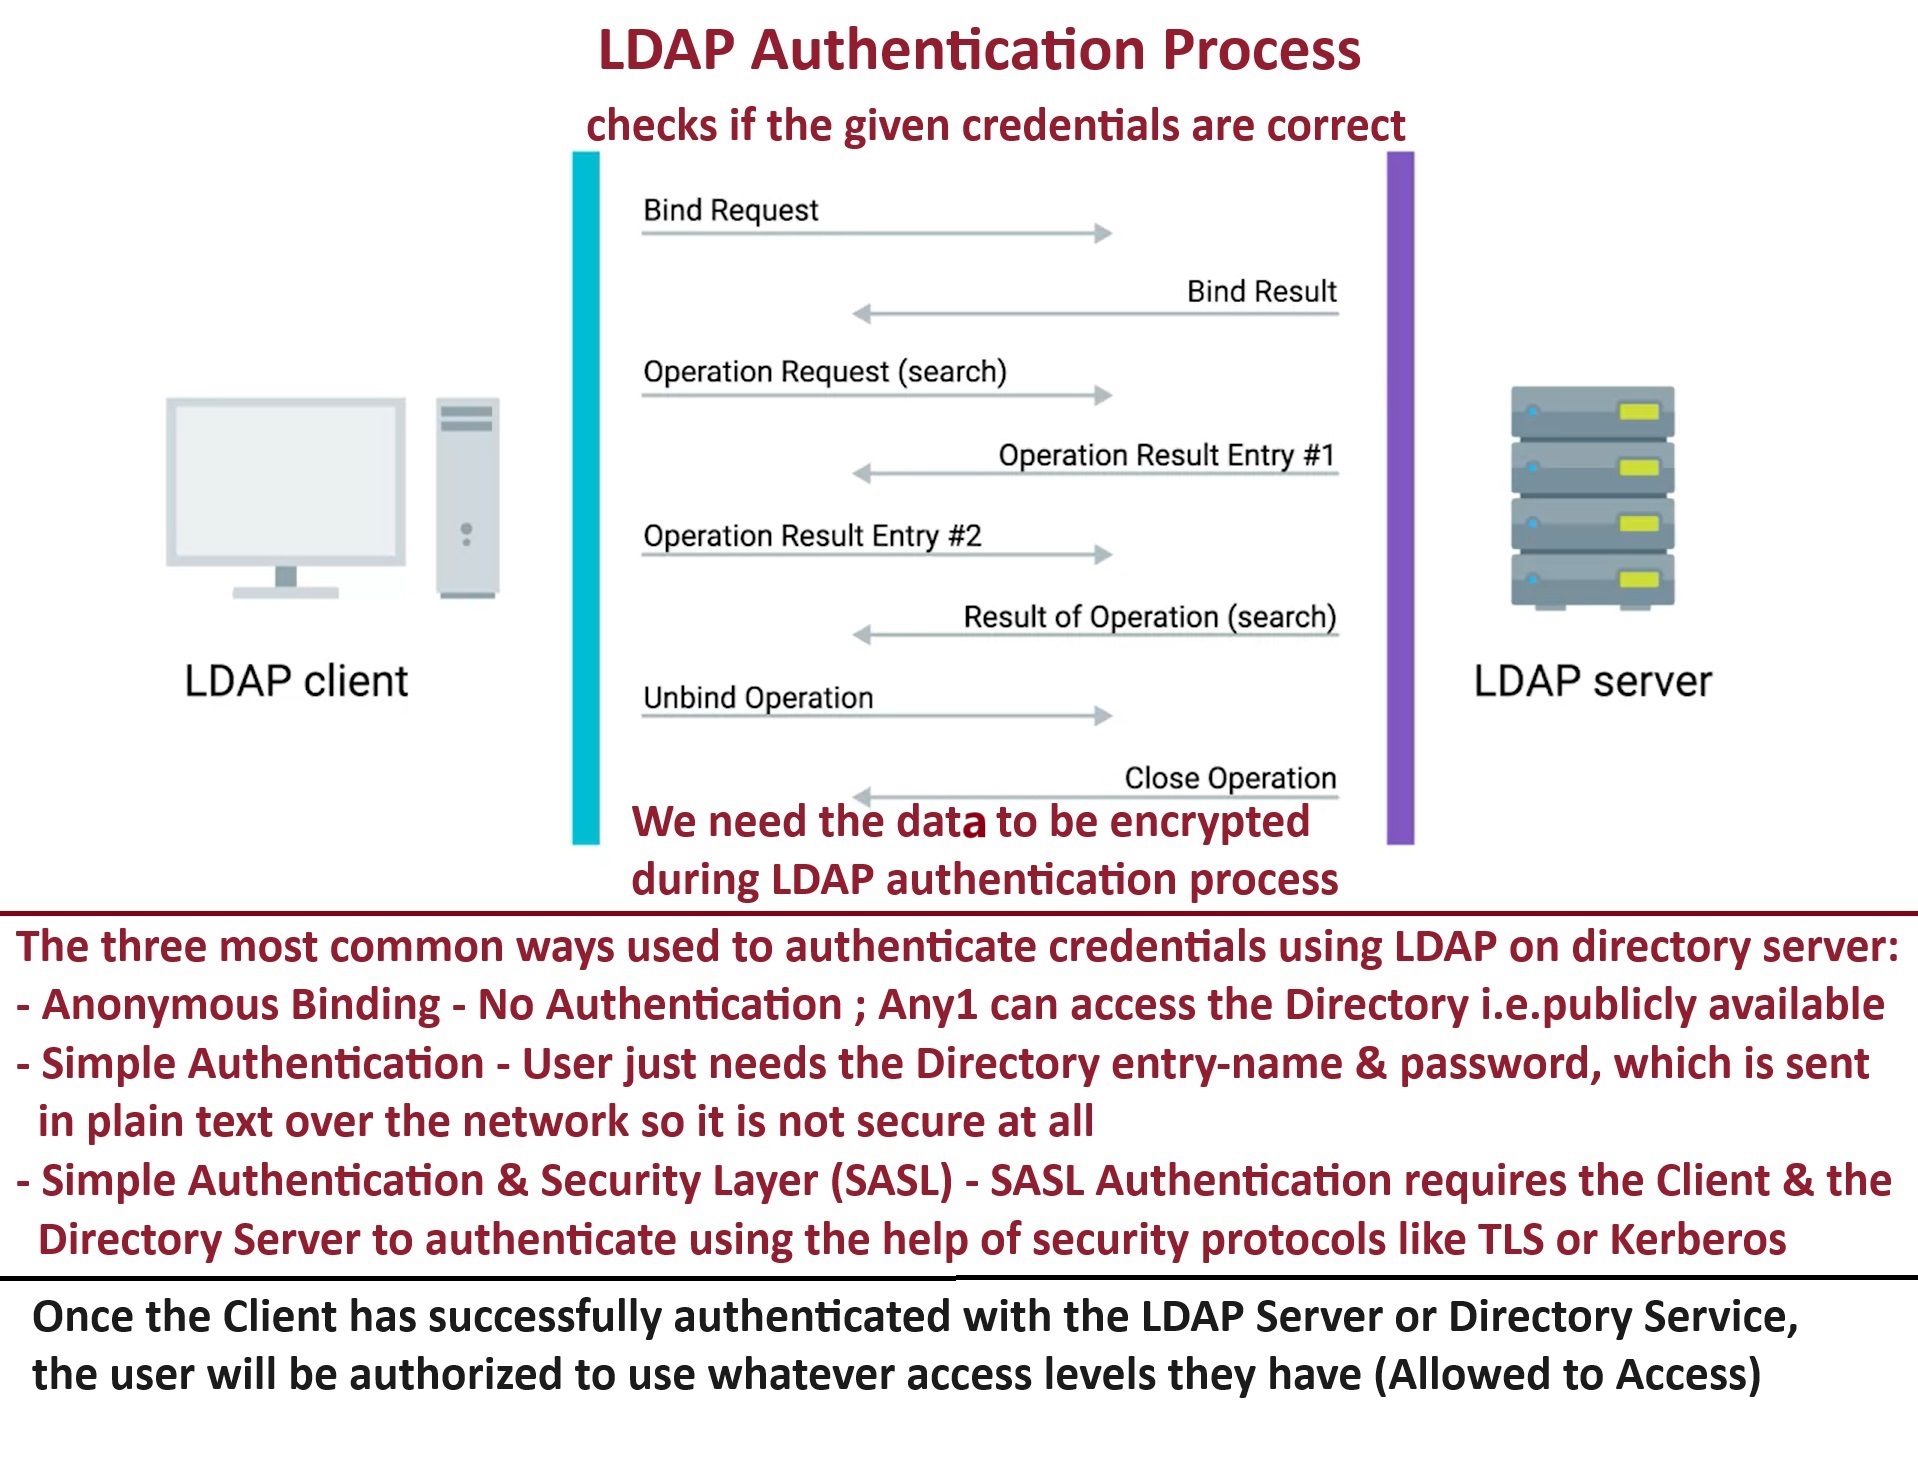 LDAP Authentication Process
checks if the given credentials are correct
Bind Request
Bind Result
Operation Request (search)
Operation Result Entry #1
Operation Result Entry #2
Result of Operation (search)
LDAP client
LDAP server
Unbind Operation
Close Operation
We need the data to be encrypted
during LDAP authentication process
The three most common ways used to authenticate credentials using LDAP on directory server:
- Anonymous Binding - No Authentication ; Any1 can access the Directory i.e.publicly available
- Simple Authentication - User just needs the Directory entry-name & password, which is sent
in plain text over the network so it is not secure at all
- Simple Authentication & Security Layer (SASL) - SASL Authentication requires the Client & the
Directory Server to authenticate using the help of security protocols like TLS or Kerberos
Once the Client has successfully authenticated with the LDAP Server or Directory Service,
the user will be authorized to use whatever access levels they have (Allowed to Access)